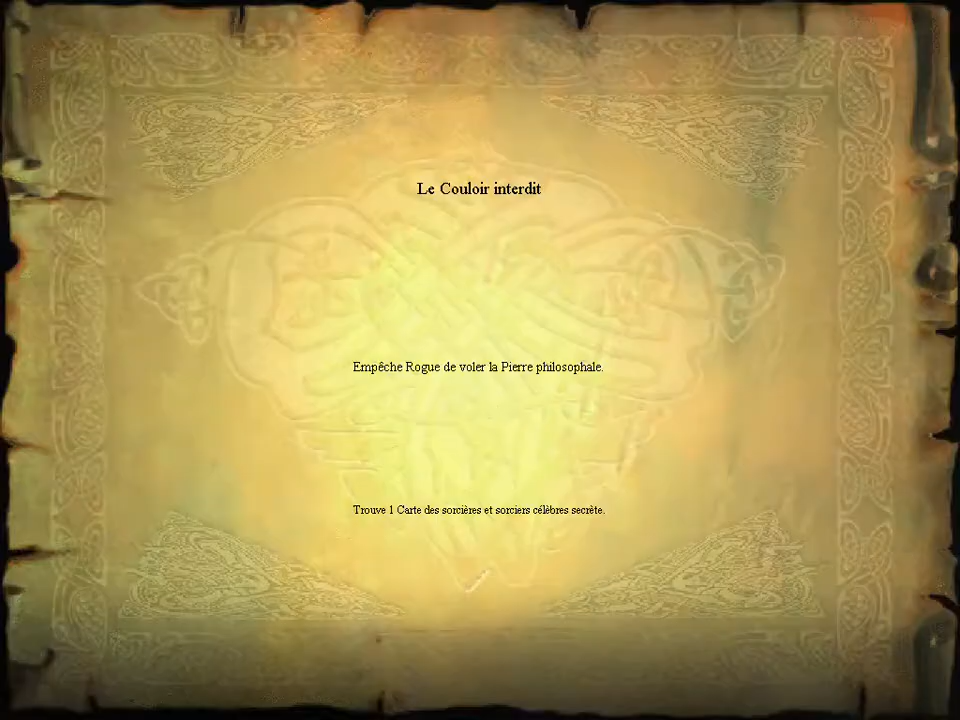 Le Couloir interdit
Empêche Rogue de voler la Pierre philosophale.
Trouve 1 Carte des sorcières et sorciers célèbres secrète.